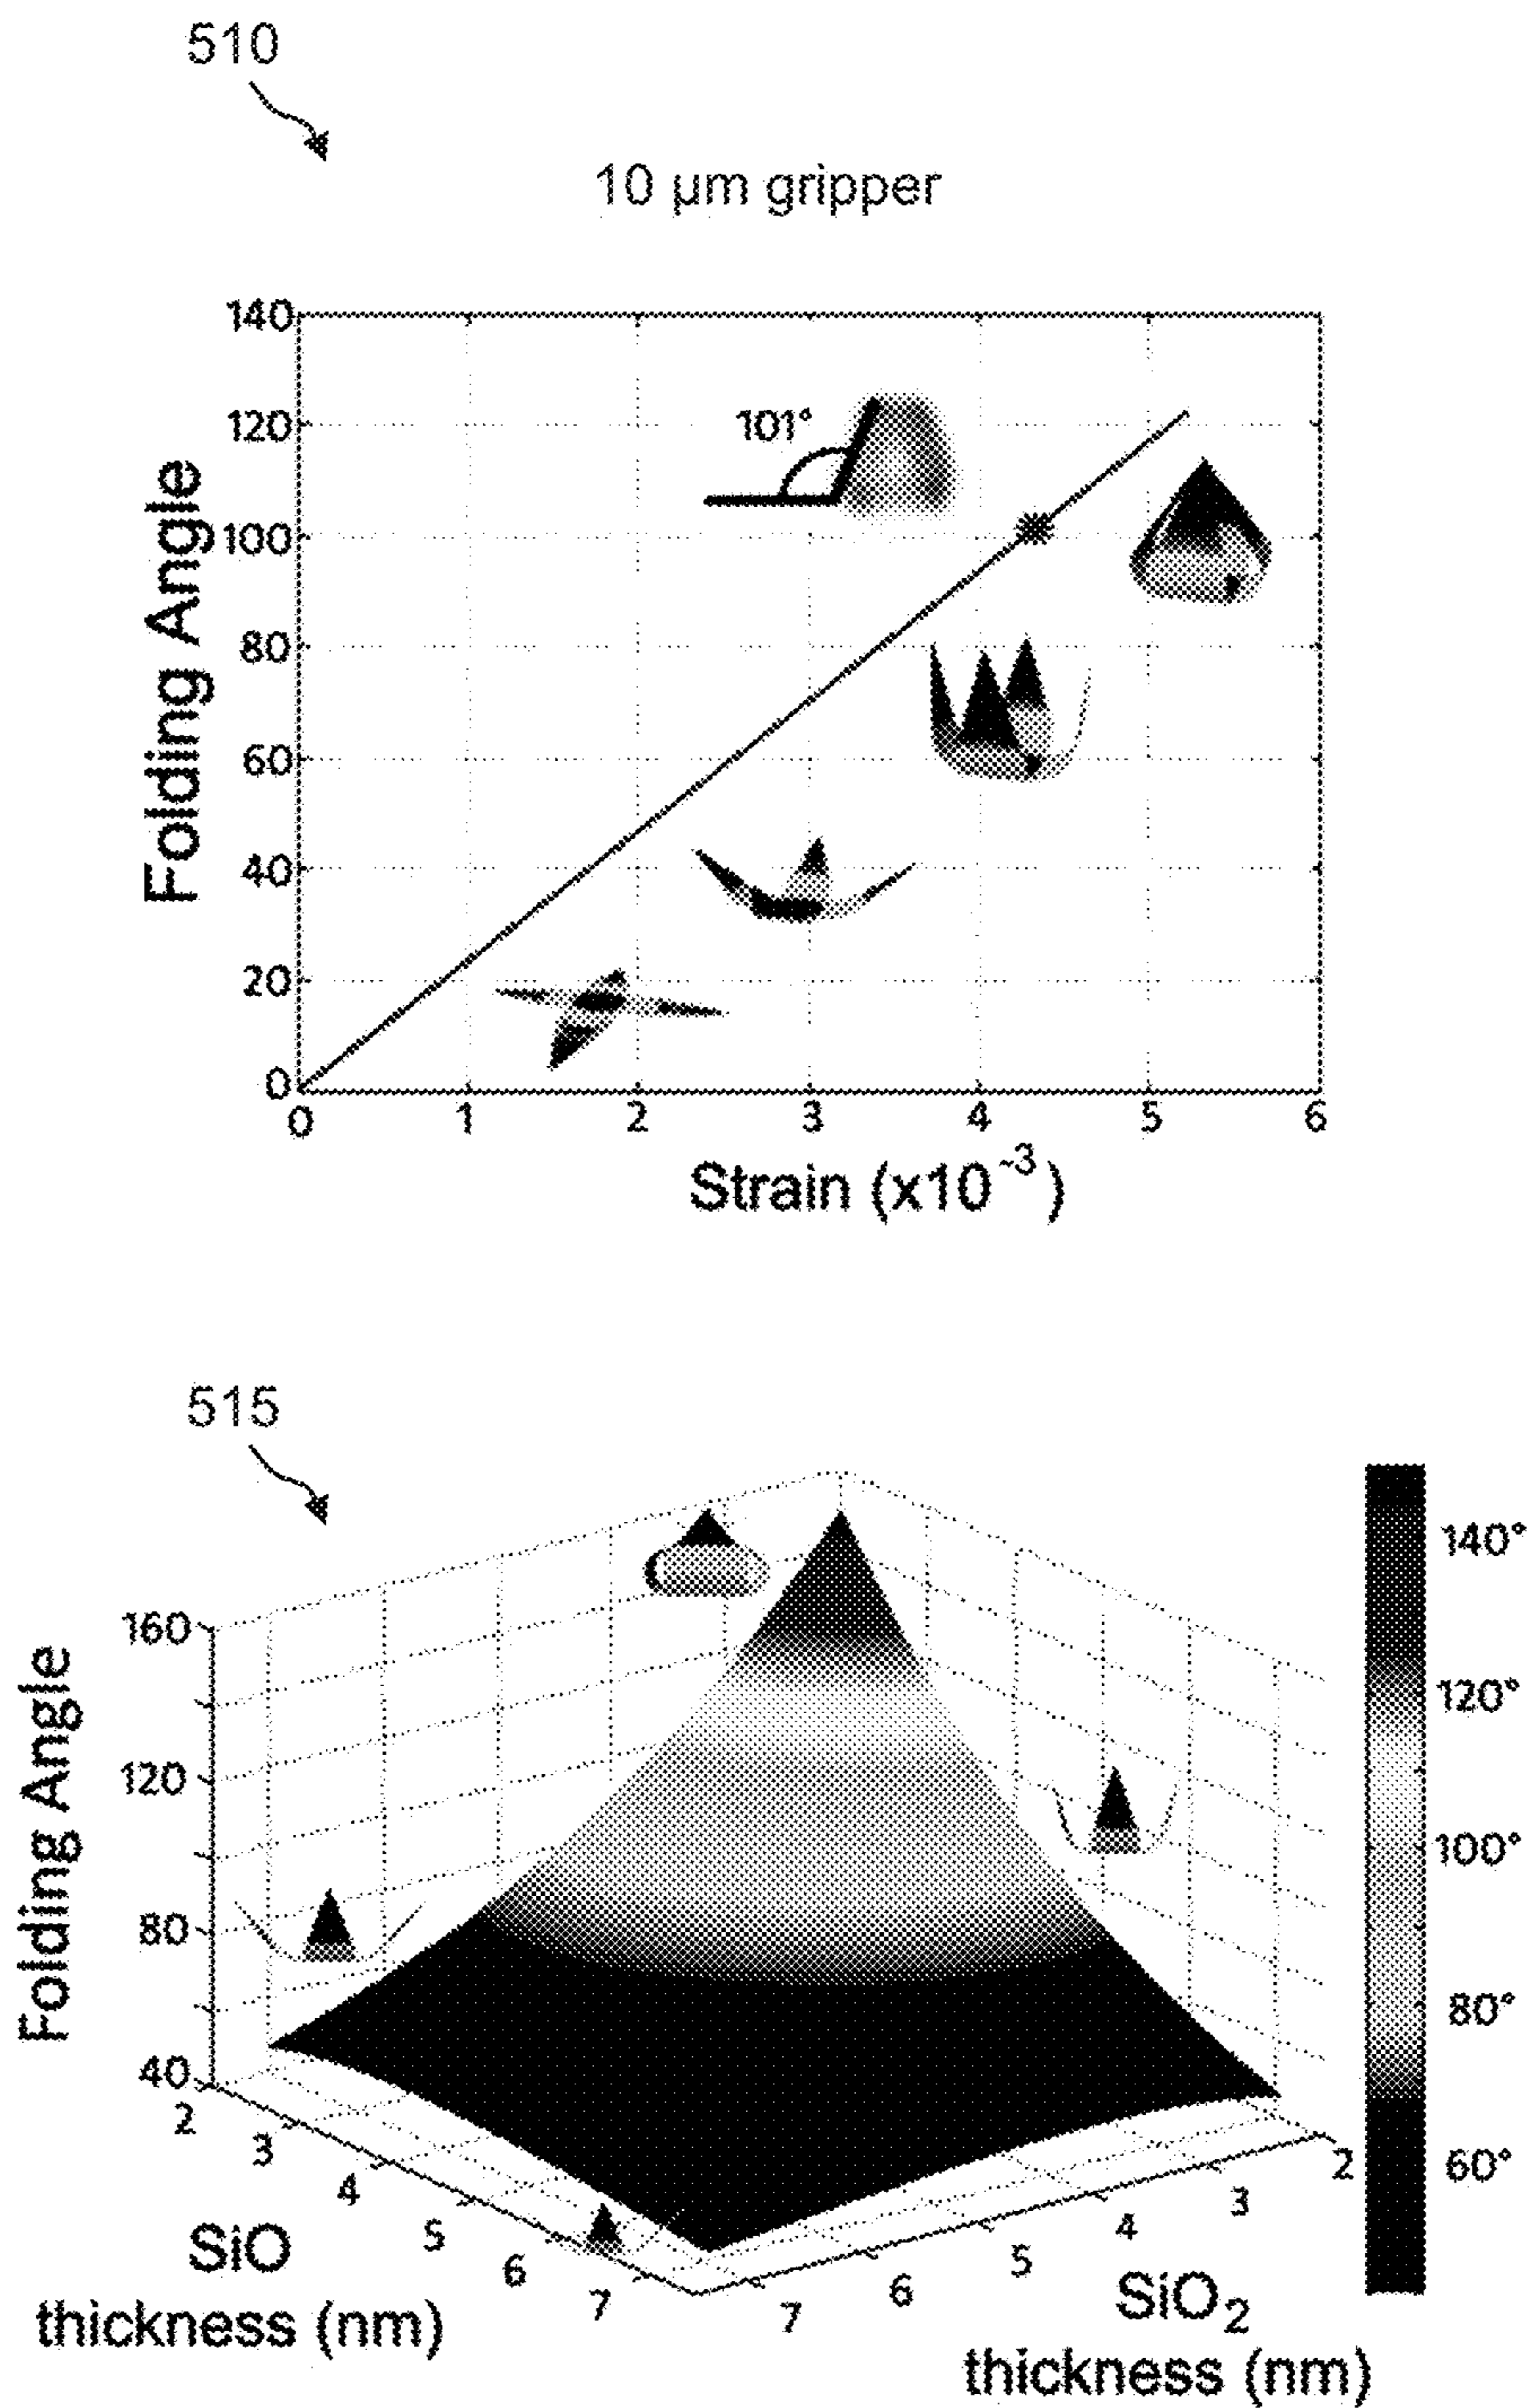 510
10 µm gripper
140
120
100
80
60
40
20
0
Folding Angle
101°
0 1 2 3 4 5 6
Strain (x10⁻³)
515
160
120
80
40
Folding Angle
2 3 4 5 6 7
SiO
thickness (nm)
7 6 5 4 3 2
SiO₂
thickness (nm)
140°
120°
100°
80°
60°